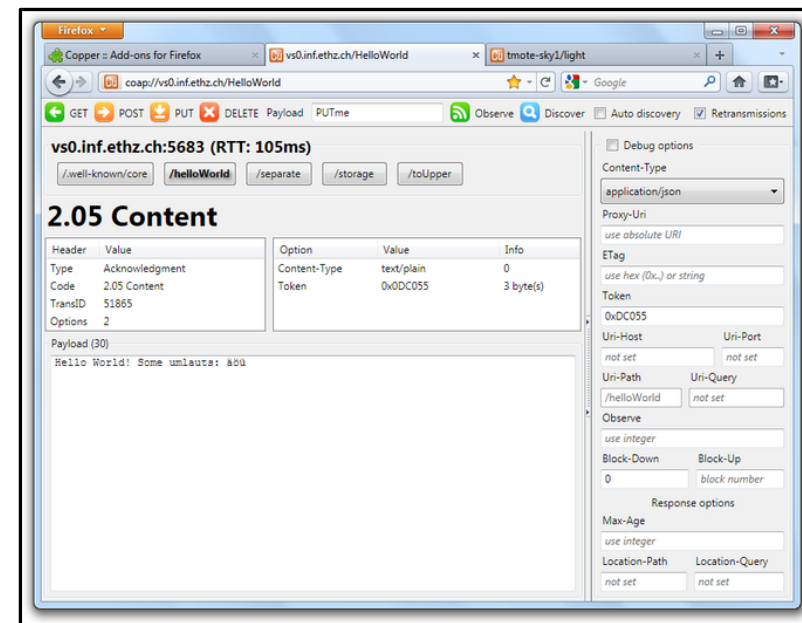 Firefox
Copper :: Add-ons for Firefox
vs0.inf.ethz.ch/HelloWorld
tmote-sky1/light
coap://vs0.inf.ethz.ch/HelloWorld
Google
GET POST PUT DELETE Payload PUTme Observe Discover Auto discovery Retransmissions
vs0.inf.ethz.ch:5683 (RTT: 105ms)
/.well-known/core /helloWorld /separate /storage /toUpper
2.05 Content
Header Value
Type Acknowledgment
Code 2.05 Content
TransID 51865
Options 2
Option Value Info
Content-Type text/plain 0
Token 0x0DC055 3 byte(s)
Payload (30)
Hello World! Some umlauts: äöü
Debug options
Content-Type
application/json
Proxy-Uri
use absolute URI
ETag
use hex (0x..) or string
Token
0xDC055
Uri-Host Uri-Port
not set not set
Uri-Path Uri-Query
/helloWorld not set
Observe
use integer
Block-Down Block-Up
0 block number
Response options
Max-Age
use integer
Location-Path Location-Query
not set not set